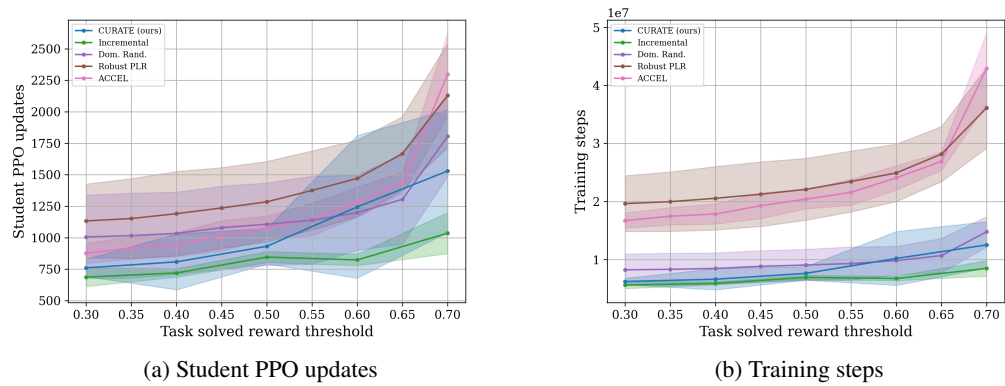 CURATE (ours)
Incremental
Dom. Rand.
Robust PLR
ACCEL
Student PPO updates
2500
2250
2000
1750
1500
1250
1000
750
500
0.30 0.35 0.40 0.45 0.50 0.55 0.60 0.65 0.70
Task solved reward threshold
(a) Student PPO updates
1e7
CURATE (ours)
Incremental
Dom. Rand.
Robust PLR
ACCEL
Training steps
5
4
3
2
1
0.30 0.35 0.40 0.45 0.50 0.55 0.60 0.65 0.70
Task solved reward threshold
(b) Training steps